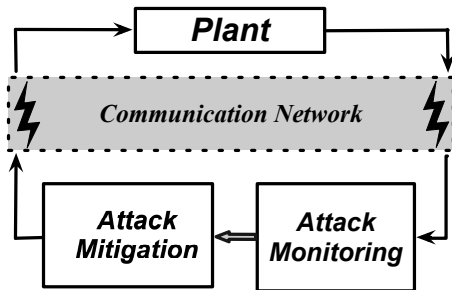 Plant
Communication Network
Attack
Mitigation
Attack
Monitoring